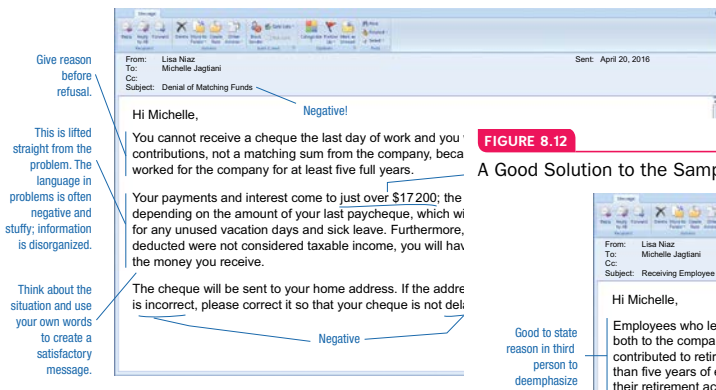 Give reason
before
refusal.
This is lifted
straight from the
problem. The
language in
problems is often
negative and
stuffy; information
is disorganized.
Think about the
situation and use
your own words
to create a
satisfactory
message.
From: Lisa Niaz
To: Michelle Jagtiani
Cc:
Subject: Denial of Matching Funds
Sent: April 20, 2016
Negative!
Hi Michelle,
You cannot receive a cheque the last day of work and you
contributions, not a matching sum from the company, beca
worked for the company for at least five full years.
Your payments and interest come to just over $17 200; the
depending on the amount of your last paycheque, which wi
for any unused vacation days and sick leave. Furthermore,
deducted were not considered taxable income, you will hav
the money you receive.
The cheque will be sent to your home address. If the addre
is incorrect, please correct it so that your cheque is not dela
Negative
FIGURE 8.12
A Good Solution to the Samp
From: Lisa Niaz
To: Michelle Jagtiani
Cc:
Subject: Receiving Employee
Hi Michelle,
Employees who le
both to the compa
contributed to retir
than five years of e
their retirement ac
Good to state
reason in third
person to
deemphasize